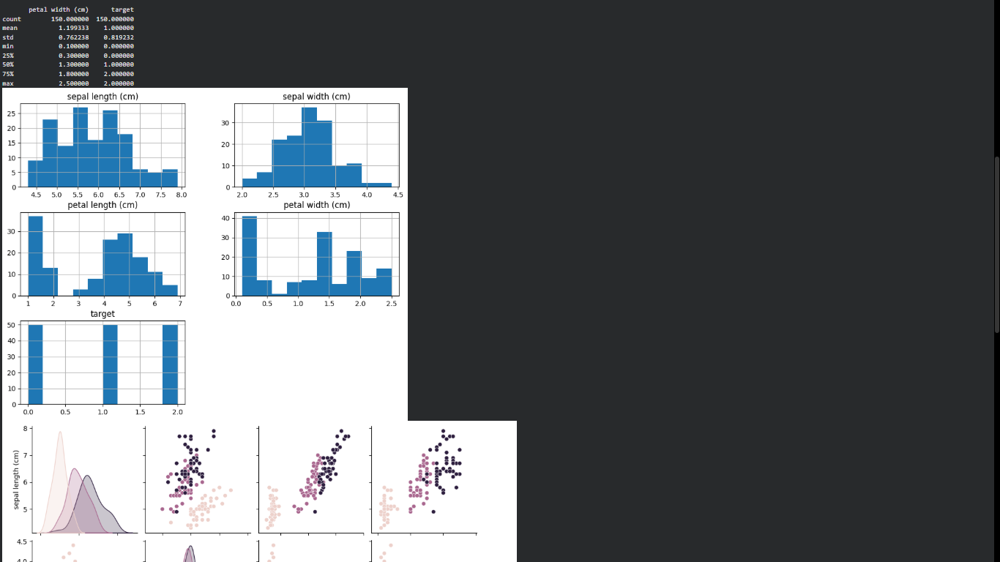 petal width (cm) target
count 150.000000 150.000000
mean 1.199333 1.000000
std 0.762238 0.819232
min 0.100000 0.000000
25% 0.300000 0.000000
50% 1.300000 1.000000
75% 1.800000 2.000000
max 2.500000 2.000000
sepal length (cm) sepal width (cm)
25
20
15
10
5
0
4.5 5.0 5.5 6.0 6.5 7.0 7.5 8.0
30
20
10
0
2.0 2.5 3.0 3.5 4.0 4.5
petal length (cm) petal width (cm)
30
20
10
0
1 2 3 4 5 6 7
40
30
20
10
0
0.0 0.5 1.0 1.5 2.0 2.5
target
50
40
30
20
10
0
0.0 0.5 1.0 1.5 2.0
sepal length (cm)
8
7
6
5
4.5
4.0